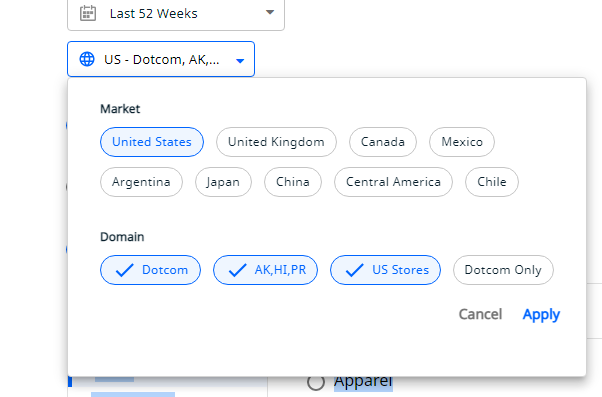 Last 52 Weeks
US - Dotcom, AK,...
Market
United States United Kingdom Canada Mexico
Argentina Japan China Central America Chile
Domain
Dotcom AK,HI,PR US Stores Dotcom Only
Cancel Apply
Apparel